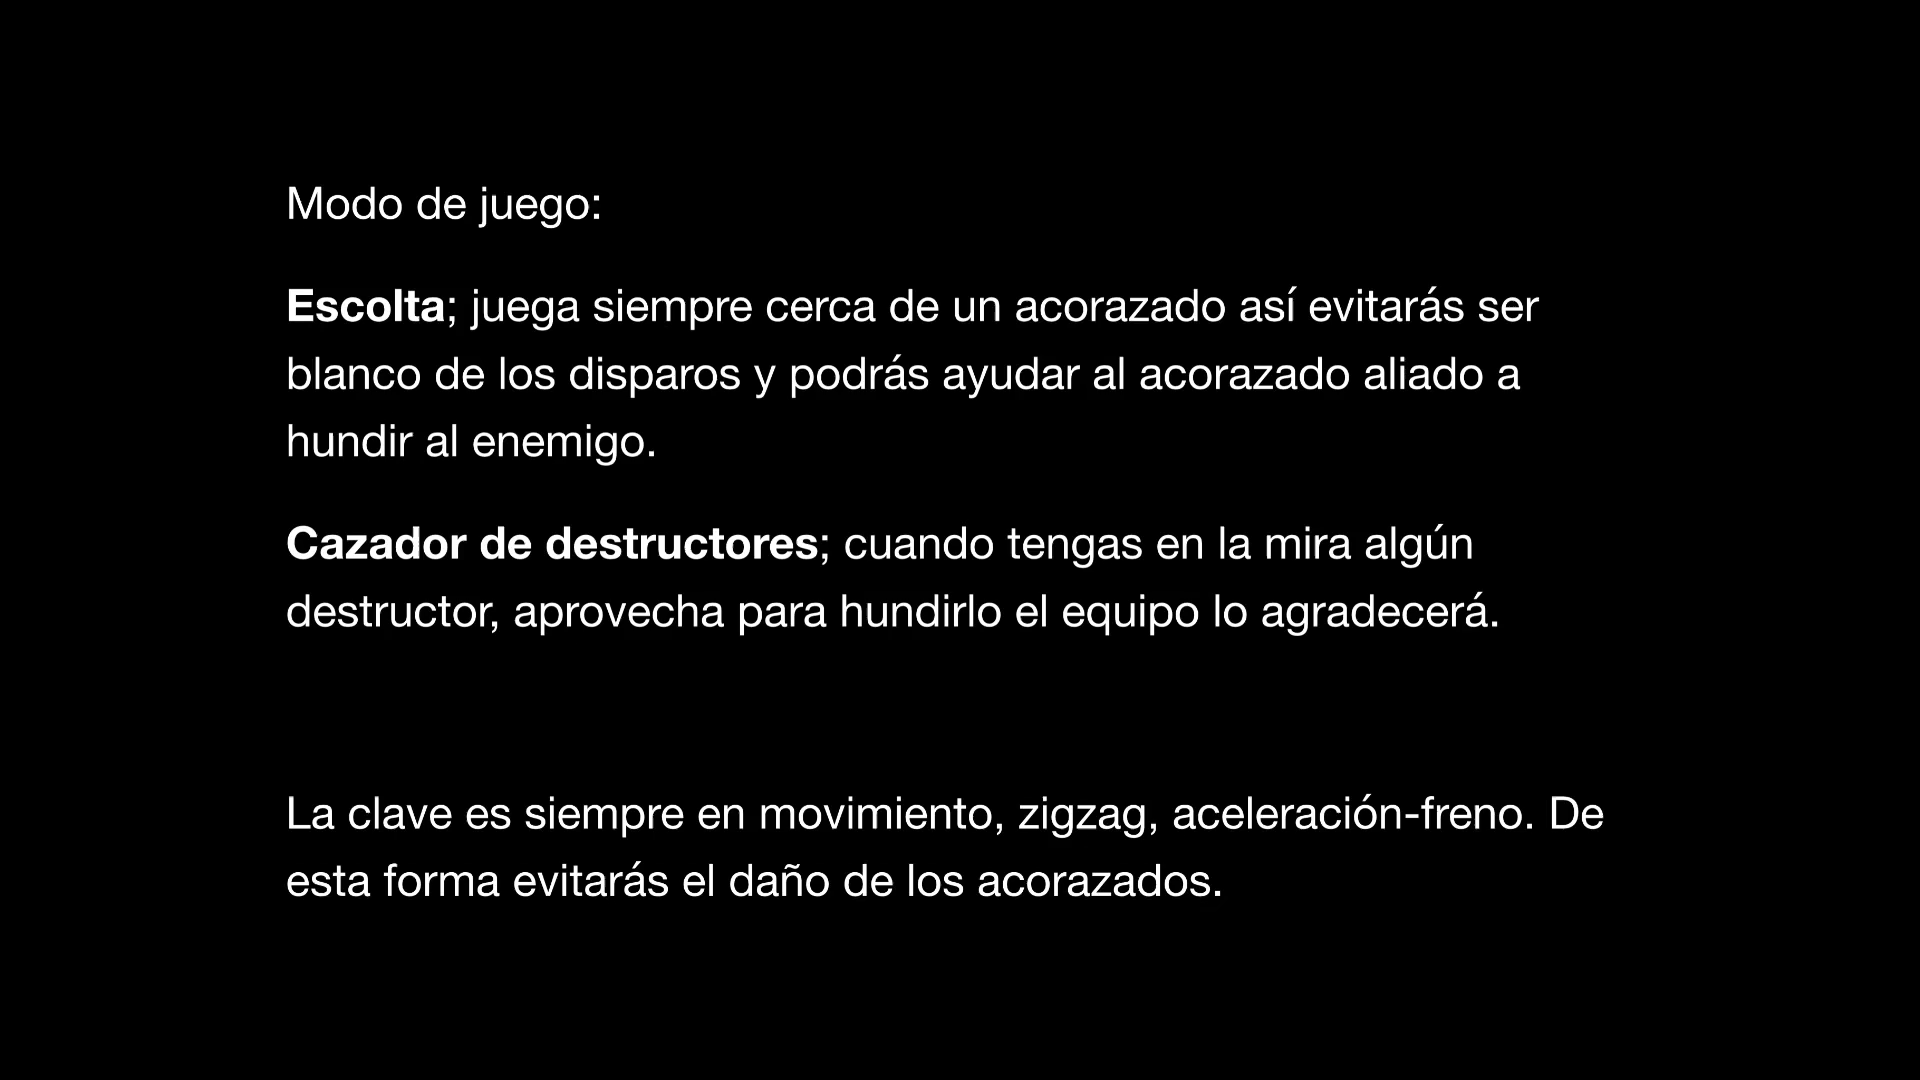 Modo de juego:
Escolta; juega siempre cerca de un acorazado así evitarás ser
blanco de los disparos y podrás ayudar al acorazado aliado a
hundir al enemigo.
Cazador de destructores; cuando tengas en la mira algún
destructor, aprovecha para hundirlo el equipo lo agradecerá.
La clave es siempre en movimiento, zigzag, aceleración-freno. De
esta forma evitarás el daño de los acorazados.